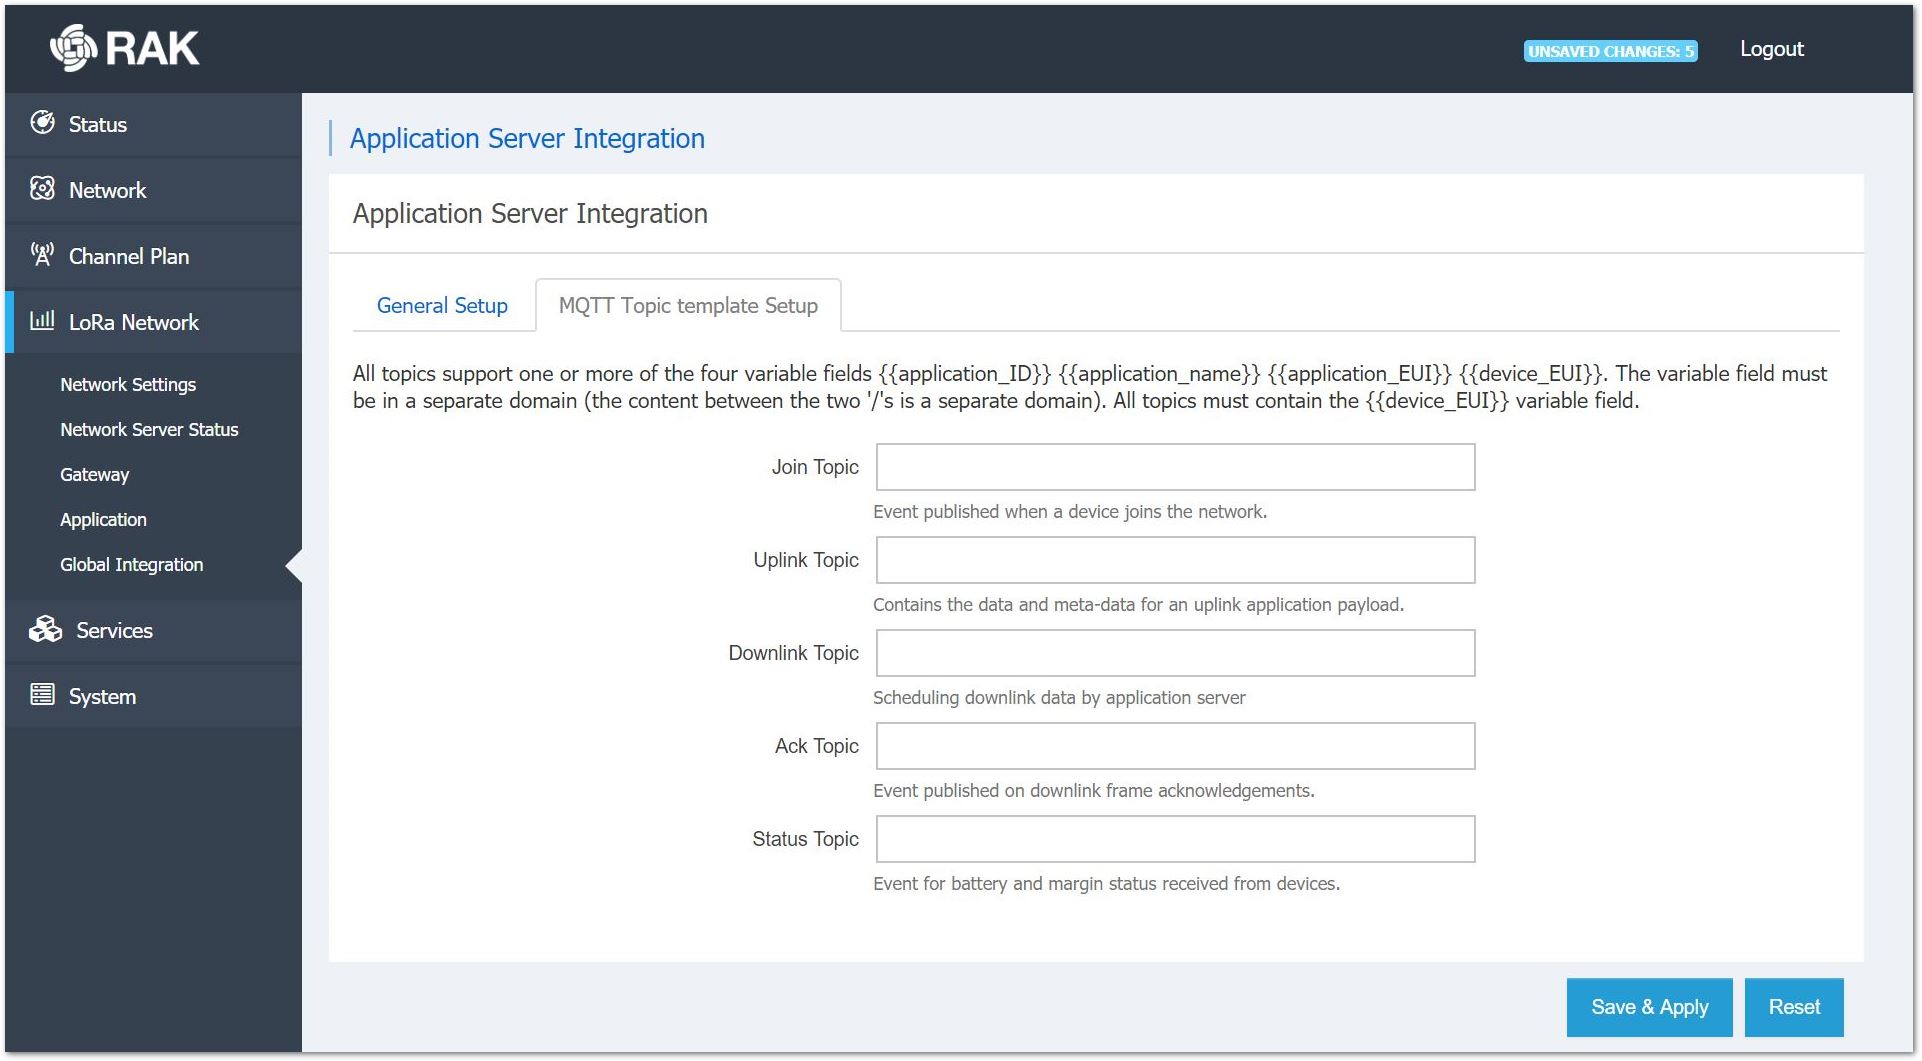 RAK
UNSAVED CHANGES: 5
Logout
Status
Network
Channel Plan
LoRa Network
Network Settings
Network Server Status
Gateway
Application
Global Integration
Services
System
Application Server Integration
Application Server Integration
General Setup
MQTT Topic template Setup
All topics support one or more of the four variable fields {{application_ID}} {{application_name}} {{application_EUI}} {{device_EUI}}. The variable field must
be in a separate domain (the content between the two '/'s is a separate domain). All topics must contain the {{device_EUI}} variable field.
Join Topic
Event published when a device joins the network.
Uplink Topic
Contains the data and meta-data for an uplink application payload.
Downlink Topic
Scheduling downlink data by application server
Ack Topic
Event published on downlink frame acknowledgements.
Status Topic
Event for battery and margin status received from devices.
Save & Apply
Reset